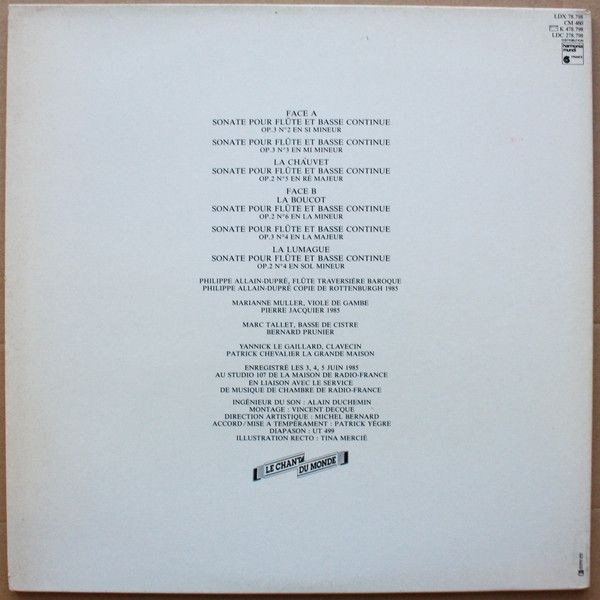 LDX 78.798
CM 460
K 478.798
LDC 278.798
DISTRIBUTION
harmonia
mundi
FRANCE
FACE A
SONATE POUR FLÛTE ET BASSE CONTINUE
OP.3 N°2 EN SI MINEUR
SONATE POUR FLÛTE ET BASSE CONTINUE
OP.3 N°3 EN MI MINEUR
LA CHAUVET
SONATE POUR FLÛTE ET BASSE CONTINUE
OP.2 N°5 EN RÉ MAJEUR
FACE B
LA BOUCOT
SONATE POUR FLÛTE ET BASSE CONTINUE
OP.2 N°6 EN LA MINEUR
SONATE POUR FLÛTE ET BASSE CONTINUE
OP.3 N°4 EN LA MAJEUR
LA LUMAGUE
SONATE POUR FLÛTE ET BASSE CONTINUE
OP.2 N°4 EN SOL MINEUR
PHILIPPE ALLAIN-DUPRÉ, FLÛTE TRAVERSIÈRE BAROQUE
PHILIPPE ALLAIN-DUPRÉ COPIE DE ROTTENBURGH 1985
MARIANNE MULLER, VIOLE DE GAMBE
PIERRE JACQUIER 1985
MARC TALLET, BASSE DE CISTRE
BERNARD PRUNIER
YANNICK LE GAILLARD, CLAVECIN
PATRICK CHEVALIER LA GRANDE MAISON
ENREGISTRÉ LES 3, 4, 5 JUIN 1985
AU STUDIO 107 DE LA MAISON DE RADIO-FRANCE
EN LIAISON AVEC LE SERVICE
DE MUSIQUE DE CHAMBRE DE RADIO-FRANCE
INGÉNIEUR DU SON : ALAIN DUCHEMIN
MONTAGE : VINCENT DECQUE
DIRECTION ARTISTIQUE : MICHEL BERNARD
ACCORD/MISE À TEMPÉRAMENT : PATRICK YÈGRE
DIAPASON : UT 499
ILLUSTRATION RECTO : TINA MERCIÉ
LE CHANT
DU MONDE